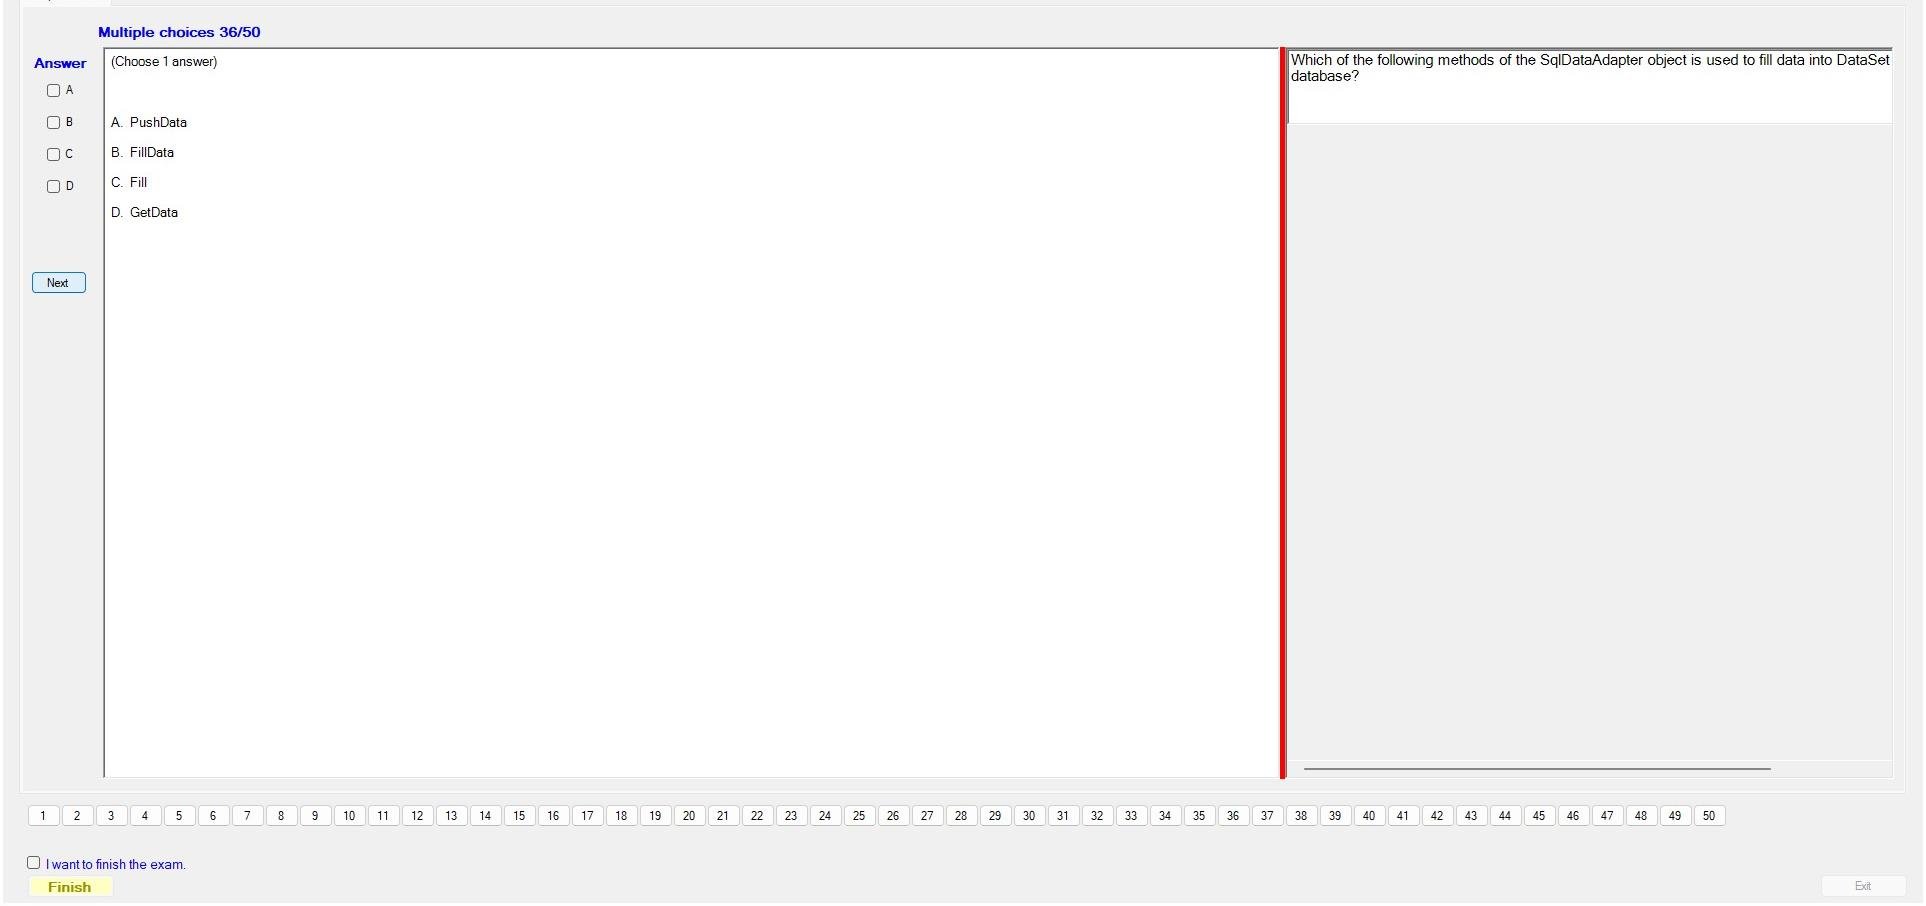 Multiple choices 36/50
Answer
A
B
C
D
Next
(Choose 1 answer)
A. PushData
B. FillData
C. Fill
D. GetData
Which of the following methods of the SqlDataAdapter object is used to fill data into DataSet
database?
1 2 3 4 5 6 7 8 9 10 11 12 13 14 15 16 17 18 19 20 21 22 23 24 25 26 27 28 29 30 31 32 33 34 35 36 37 38 39 40 41 42 43 44 45 46 47 48 49 50
I want to finish the exam.
Finish
Exit